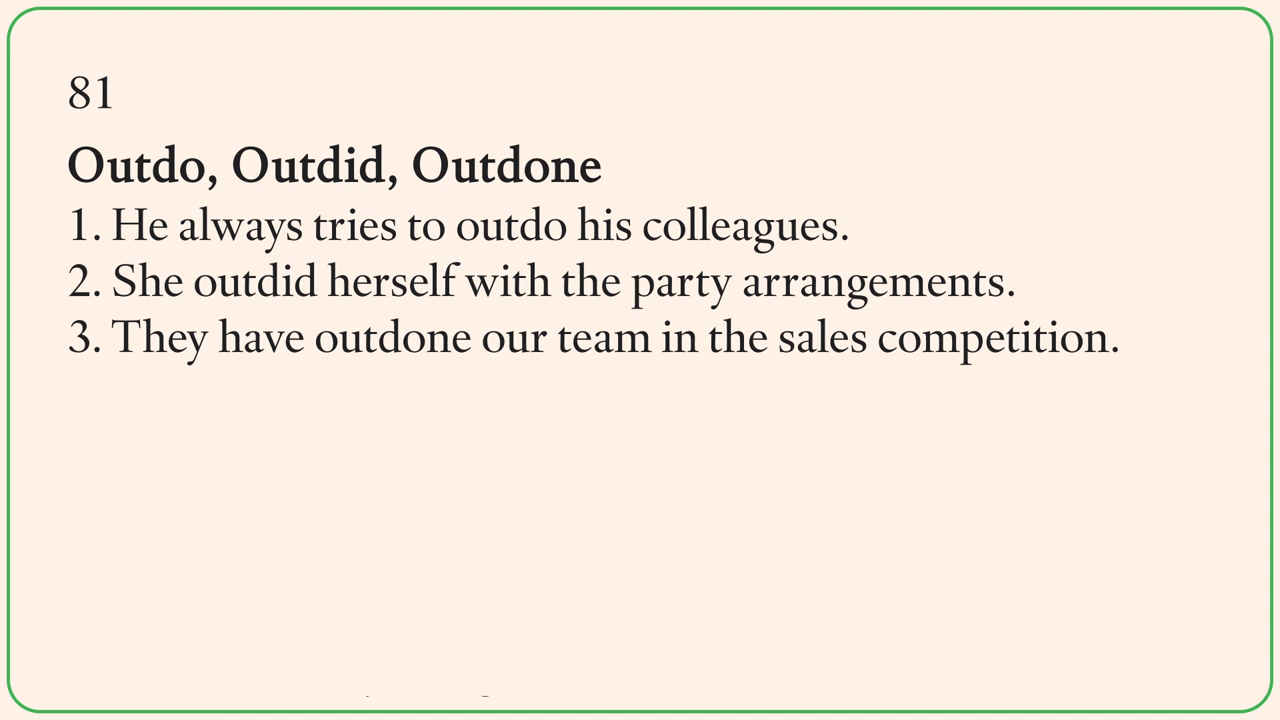 81
Outdo, Outdid, Outdone
1. He always tries to outdo his colleagues.
2. She outdid herself with the party arrangements.
3. They have outdone our team in the sales competition.